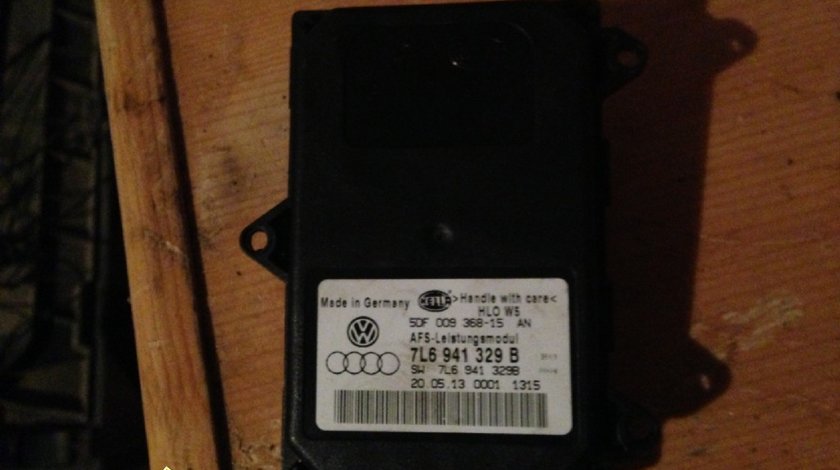 Made in Germany HELLA >Handle with care<
HLO W5
5DF 009 368-15 AN
AFS-Leistungsmodul
7L6 941 329 B
SW 7L6 941 329B
20.05.13 0001 1315